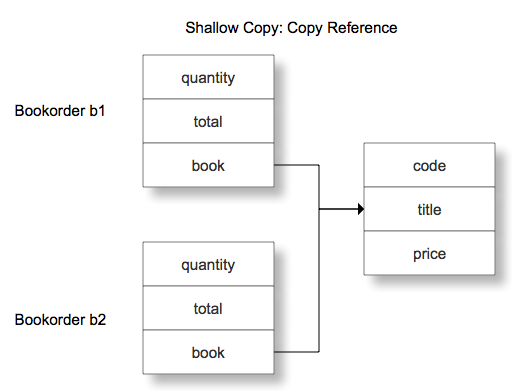 Shallow Copy: Copy Reference
Bookorder b1
quantity
total
book
code
title
price
Bookorder b2
quantity
total
book